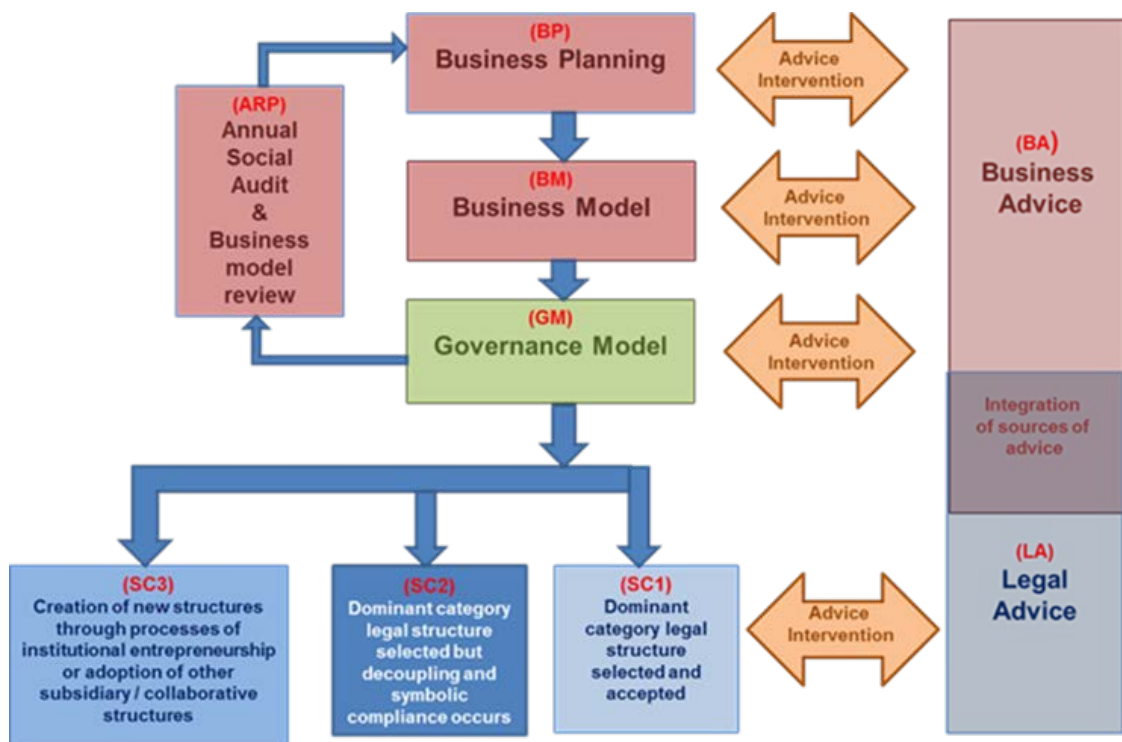 (BP)
Business Planning
Advice
Intervention
(ARP)
Annual
Social
Audit
&
Business
model
review
(BM)
Business Model
Advice
Intervention
(BA)
Business
Advice
(GM)
Governance Model
Advice
Intervention
Integration
of sources of
advice
(SC3)
Creation of new structures
through processes of
institutional entrepreneurship
or adoption of other
subsidiary / collaborative
structures
(SC2)
Dominant category
legal structure
selected but
decoupling and
symbolic
compliance occurs
(SC1)
Dominant
category legal
structure
selected and
accepted
Advice
Intervention
(LA)
Legal
Advice